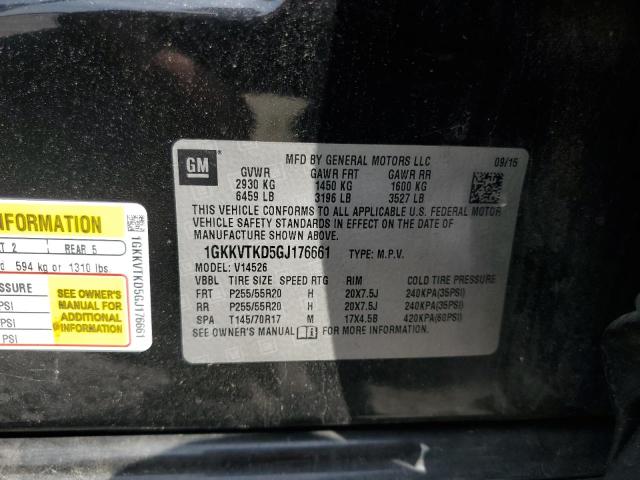 GM
MFD BY GENERAL MOTORS LLC 09/15
GVWR GAWR FRT GAWR RR
2930 KG 1450 KG 1600 KG
6459 LB 3196 LB 3527 LB
THIS VEHICLE CONFORMS TO ALL APPLICABLE U.S. FEDERAL MOTOR
VEHICLE SAFETY STANDARDS IN EFFECT ON THE DATE OF
MANUFACTURE SHOWN ABOVE.
1GKKVTKD5GJ176661 TYPE: M.P.V.
MODEL: V14526
VBBL TIRE SIZE SPEED RTG RIM COLD TIRE PRESSURE
FRT P255/55R20 H 20X7.5J 240KPA(35PSI)
RR P255/55R20 H 20X7.5J 240KPA(35PSI)
SPA T145/70R17 M 17X4.5B 420KPA(60PSI)
SEE OWNER'S MANUAL FOR MORE INFORMATION.
INFORMATION
2 REAR 5
594 kg or 1310 lbs
SEE OWNER'S
MANUAL FOR
ADDITIONAL
INFORMATION
PSI
PSI
PSI
1GKKVTKD5GJ176661